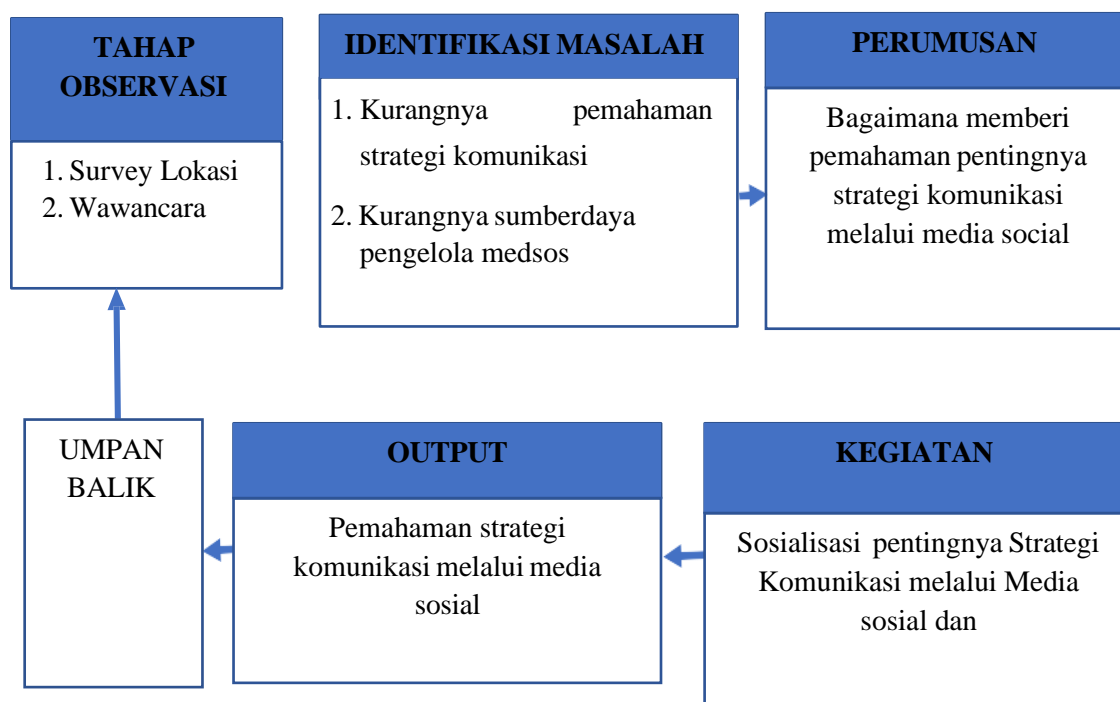 TAHAP
OBSERVASI
1. Survey Lokasi
2. Wawancara
IDENTIFIKASI MASALAH
1. Kurangnya pemahaman
strategi komunikasi
2. Kurangnya sumberdaya
pengelola medsos
PERUMUSAN
Bagaimana memberi
pemahaman pentingnya
strategi komunikasi
melalui media social
UMPAN
BALIK
OUTPUT
Pemahaman strategi
komunikasi melalui media
sosial
KEGIATAN
Sosialisasi pentingnya Strategi
Komunikasi melalui Media
sosial dan